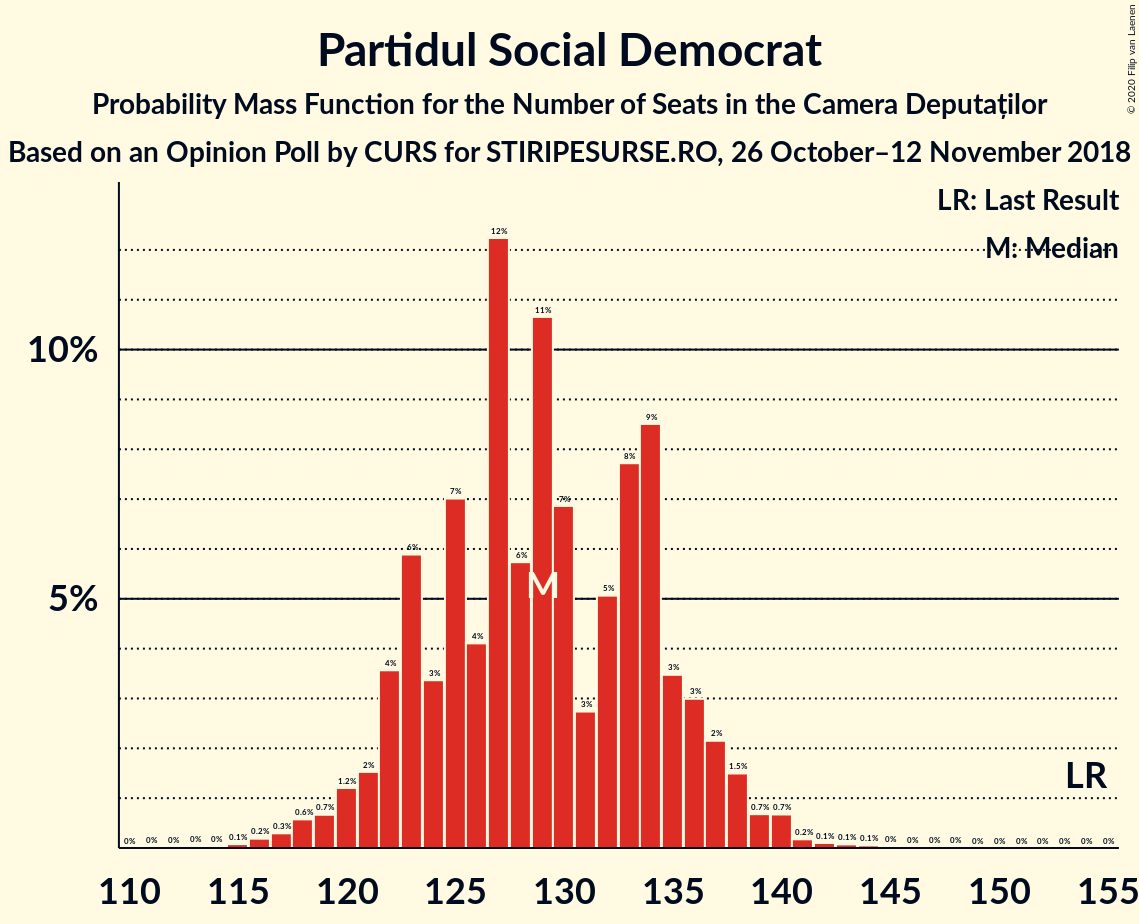 Partidul Social Democrat
Probability Mass Function for the Number of Seats in the Camera Deputaților
Based on an Opinion Poll by CURS for STIRIPESURSE.RO, 26 October–12 November 2018
© 2020 Filip van Laenen
LR: Last Result
M: Median
10%
5%
0% 0% 0% 0% 0% 0.1% 0.2% 0.3% 0.6% 0.7% 1.2% 2% 4% 6% 3% 7% 4% 12% 6% 11% 7% 3% 5% 8% 9% 3% 3% 2% 1.5% 0.7% 0.7% 0.2% 0.1% 0.1% 0.1% 0% 0% 0% 0% 0% 0% 0% 0% 0% 0% 0%
M
LR
110 115 120 125 130 135 140 145 150 155